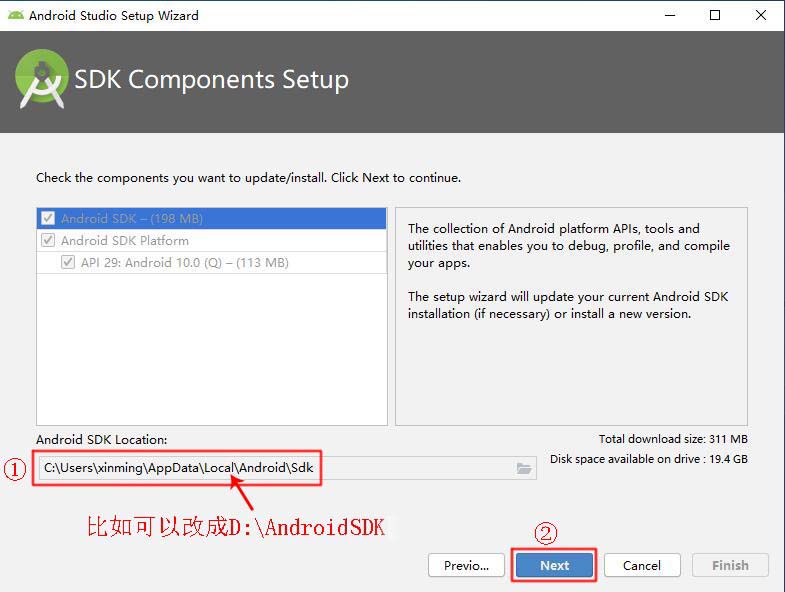 Android Studio Setup Wizard
SDK Components Setup
Check the components you want to update/install. Click Next to continue.
Android SDK – (198 MB)
Android SDK Platform
API 29: Android 10.0 (Q) – (113 MB)
The collection of Android platform APIs, tools and
utilities that enables you to debug, profile, and compile
your apps.
The setup wizard will update your current Android SDK
installation (if necessary) or install a new version.
Android SDK Location:
Total download size: 311 MB
Disk space available on drive : 19.4 GB
① C:\Users\xinming\AppData\Local\Android\Sdk
比如可以改成D:\AndroidSDK
②
Previo... Next Cancel Finish